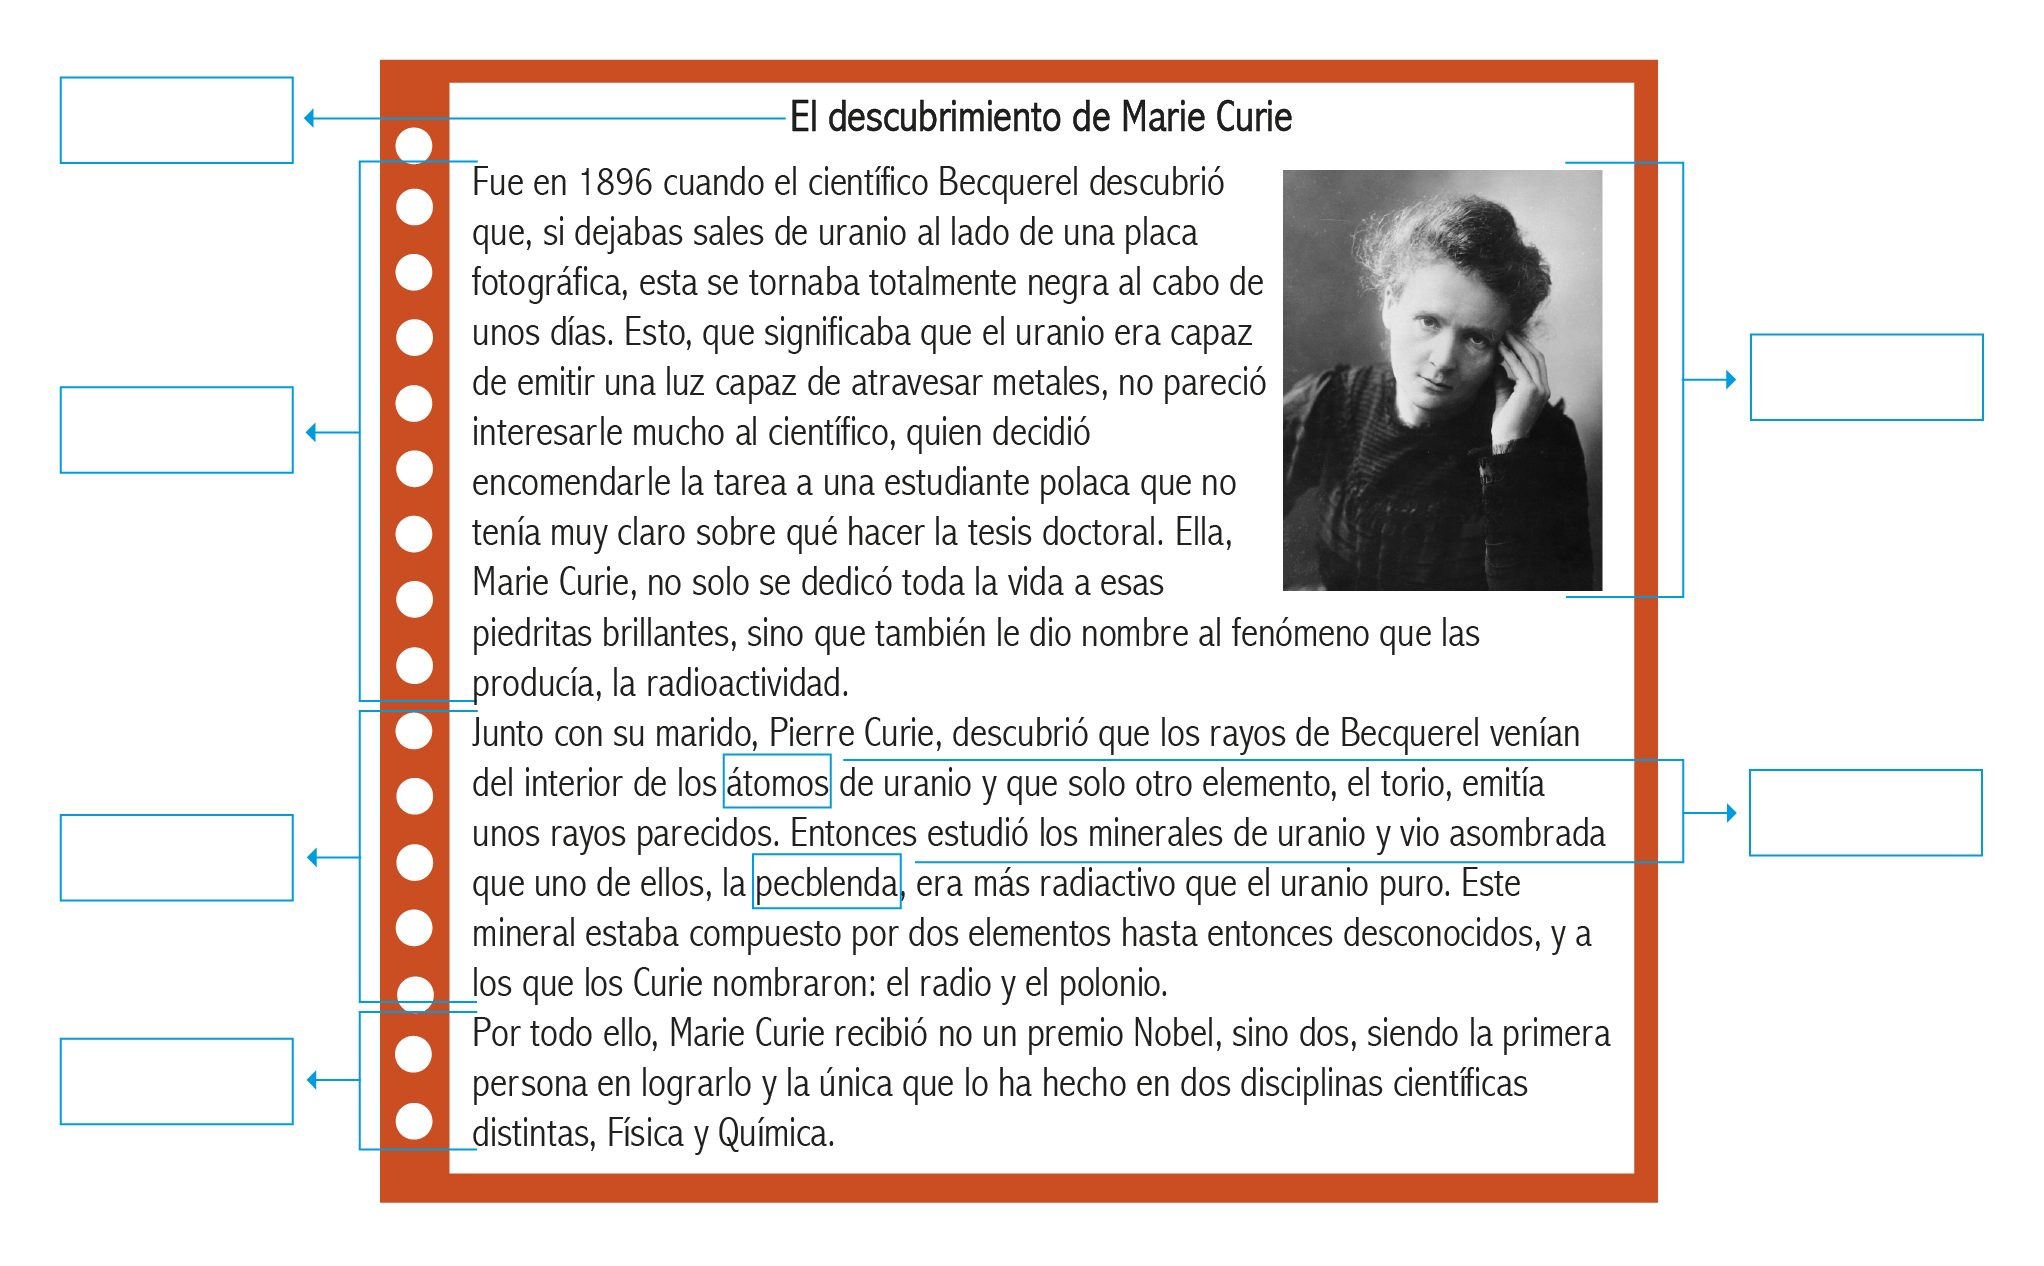 El descubrimiento de Marie Curie
Fue en 1896 cuando el científico Becquerel descubrió
que, si dejabas sales de uranio al lado de una placa
fotográfica, esta se tornaba totalmente negra al cabo de
unos días. Esto, que significaba que el uranio era capaz
de emitir una luz capaz de atravesar metales, no pareció
interesarle mucho al científico, quien decidió
encomendarle la tarea a una estudiante polaca que no
tenía muy claro sobre qué hacer la tesis doctoral. Ella,
Marie Curie, no solo se dedicó toda la vida a esas
piedritas brillantes, sino que también le dio nombre al fenómeno que las
producía, la radioactividad.
Junto con su marido, Pierre Curie, descubrió que los rayos de Becquerel venían
del interior de los átomos de uranio y que solo otro elemento, el torio, emitía
unos rayos parecidos. Entonces estudió los minerales de uranio y vio asombrada
que uno de ellos, la pecblenda, era más radiactivo que el uranio puro. Este
mineral estaba compuesto por dos elementos hasta entonces desconocidos, y a
los que los Curie nombraron: el radio y el polonio.
Por todo ello, Marie Curie recibió no un premio Nobel, sino dos, siendo la primera
persona en lograrlo y la única que lo ha hecho en dos disciplinas científicas
distintas, Física y Química.